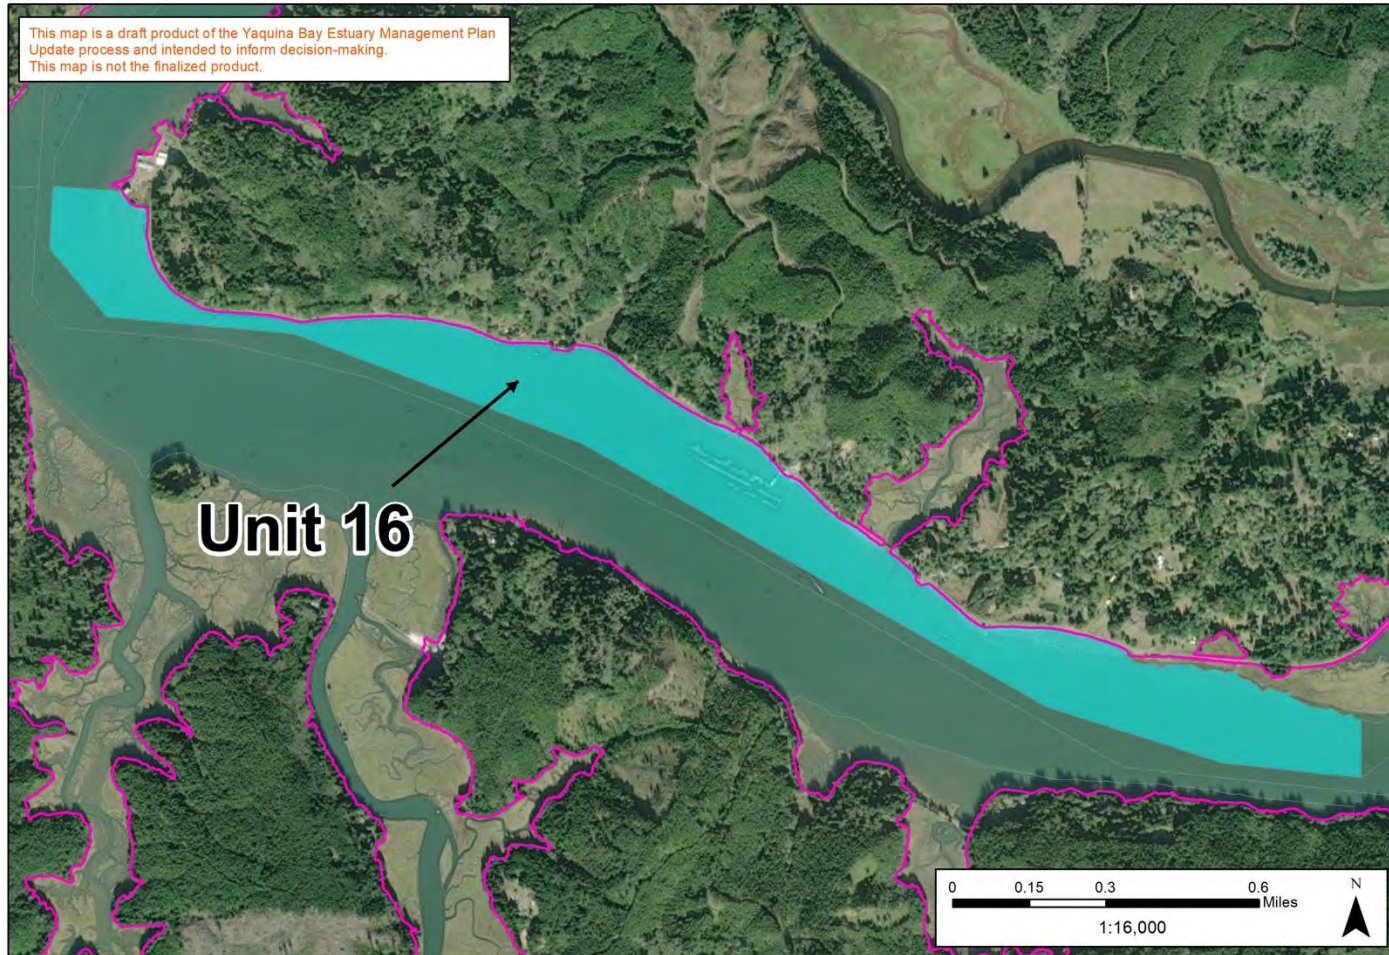 This map is a draft product of the Yaquina Bay Estuary Management Plan
Update process and intended to inform decision-making.
This map is not the finalized product.
Unit 16
0 0.15 0.3 0.6
Miles
1:16,000
N